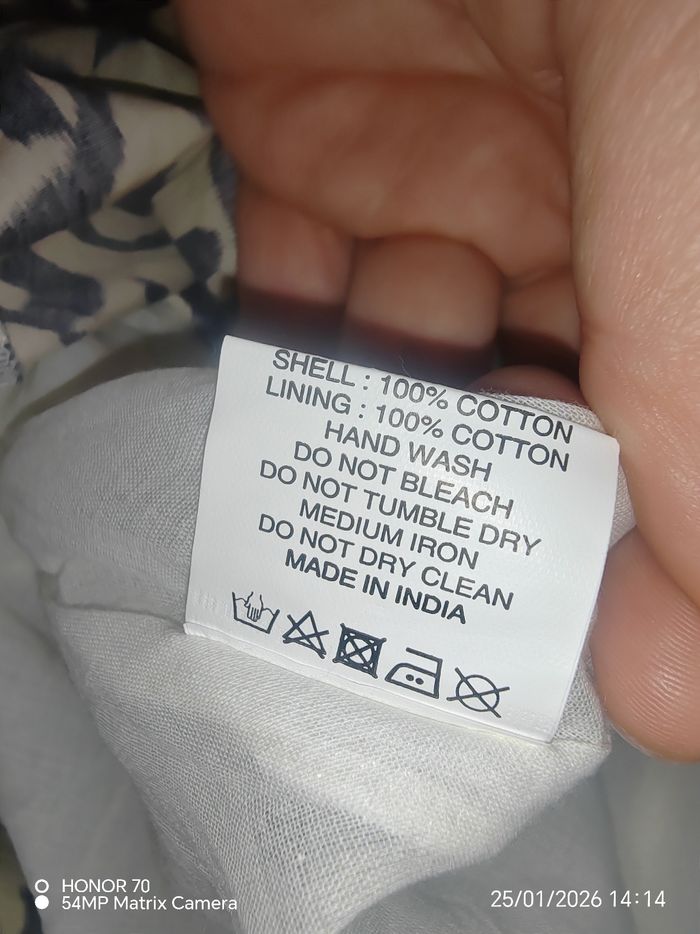 SHELL : 100% COTTON
LINING : 100% COTTON
HAND WASH
DO NOT BLEACH
DO NOT TUMBLE DRY
MEDIUM IRON
DO NOT DRY CLEAN
MADE IN INDIA
HONOR 70
54MP Matrix Camera
25/01/2026 14:14